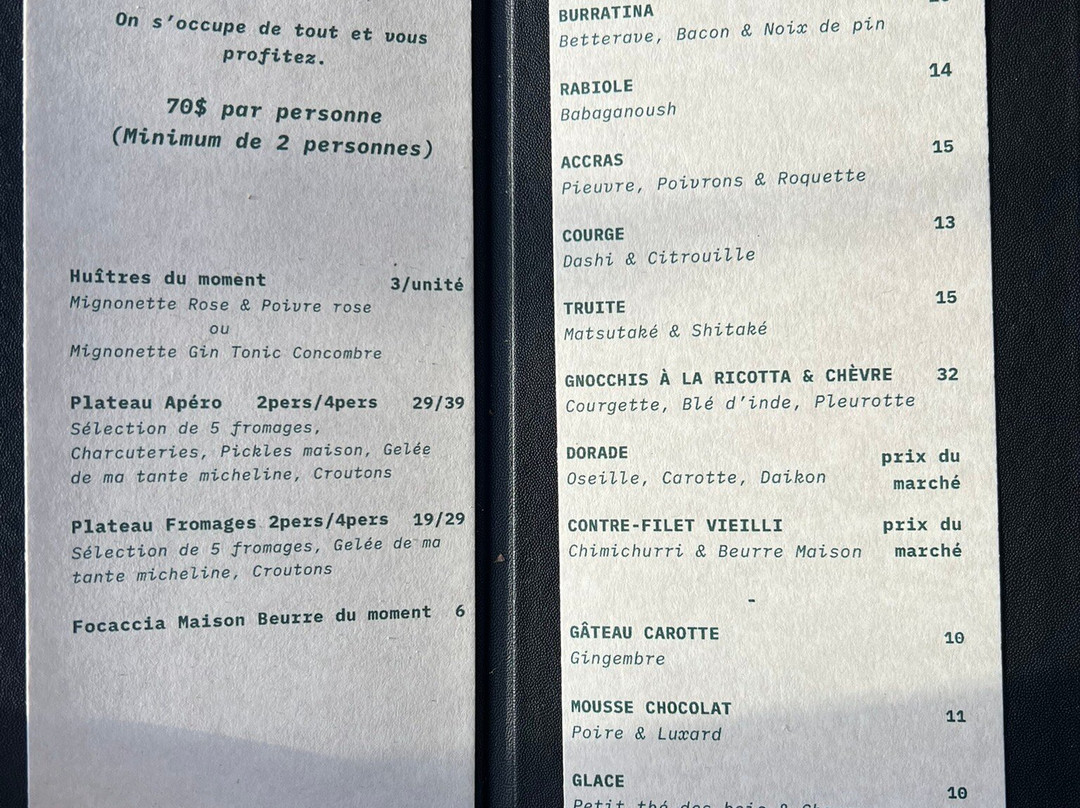 On s'occupe de tout et vous
profitez.
70$ par personne
(Minimum de 2 personnes)
Huîtres du moment 3/unité
Mignonette Rose & Poivre rose
ou
Mignonette Gin Tonic Concombre
Plateau Apéro 2pers/4pers 29/39
Sélection de 5 fromages,
Charcuteries, Pickles maison, Gelée
de ma tante micheline, Croutons
Plateau Fromages 2pers/4pers 19/29
Sélection de 5 fromages, Gelée de ma
tante micheline, Croutons
Focaccia Maison Beurre du moment 6
BURRATINA
Betterave, Bacon & Noix de pin
RABIOLE 14
Babaganoush
ACCRAS 15
Pieuvre, Poivrons & Roquette
COURGE 13
Dashi & Citrouille
TRUITE 15
Matsutaké & Shitaké
GNOCCHIS À LA RICOTTA & CHÈVRE 32
Courgette, Blé d'inde, Pleurotte
DORADE prix du
Oseille, Carotte, Daikon marché
CONTRE-FILET VIEILLI prix du
Chimichurri & Beurre Maison marché
-
GÂTEAU CAROTTE 10
Gingembre
MOUSSE CHOCOLAT 11
Poire & Luxard
GLACE 10
Petit thé des bois &